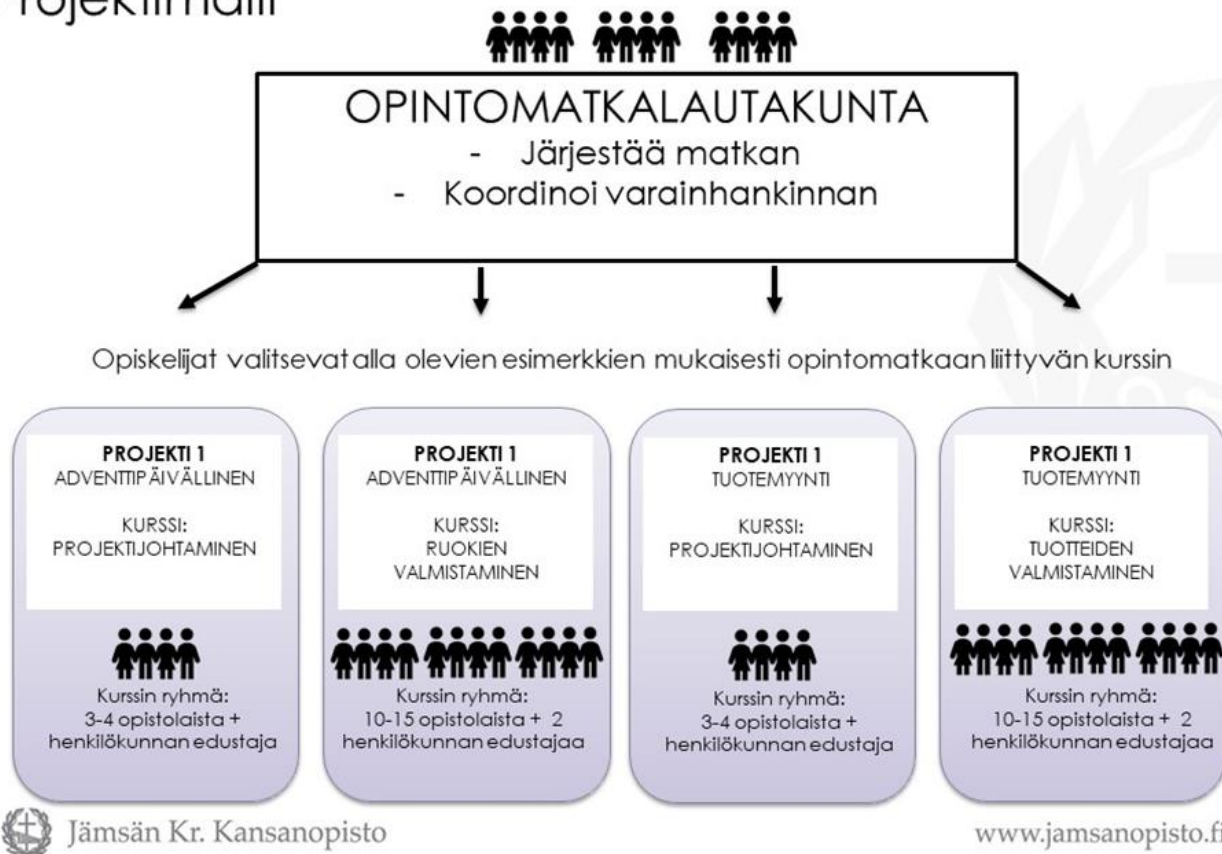 rojektimalli
OPINTOMATKALAUTAKUNTA
- Järjestää matkan
- Koordinoi varainhankinnan
Opiskelijat valitsevat alla olevien esimerkkien mukaisesti opintomatkaan liittyvän kurssin
PROJEKTI 1
ADVENTTIPÄIVÄLLINEN
KURSSI:
PROJEKTIJOHTAMINEN
Kurssin ryhmä:
3-4 opistolaista +
henkilökunnan edustaja
PROJEKTI 1
ADVENTTIPÄIVÄLLINEN
KURSSI:
RUOKIEN
VALMISTAMINEN
Kurssin ryhmä:
10-15 opistolaista + 2
henkilökunnan edustajaa
PROJEKTI 1
TUOTEMYYNTI
KURSSI:
PROJEKTIJOHTAMINEN
Kurssin ryhmä:
3-4 opistolaista +
henkilökunnan edustaja
PROJEKTI 1
TUOTEMYYNTI
KURSSI:
TUOTTEIDEN
VALMISTAMINEN
Kurssin ryhmä:
10-15 opistolaista + 2
henkilökunnan edustajaa
Jämsän Kr. Kansanopisto
www.jamsanopisto.fi